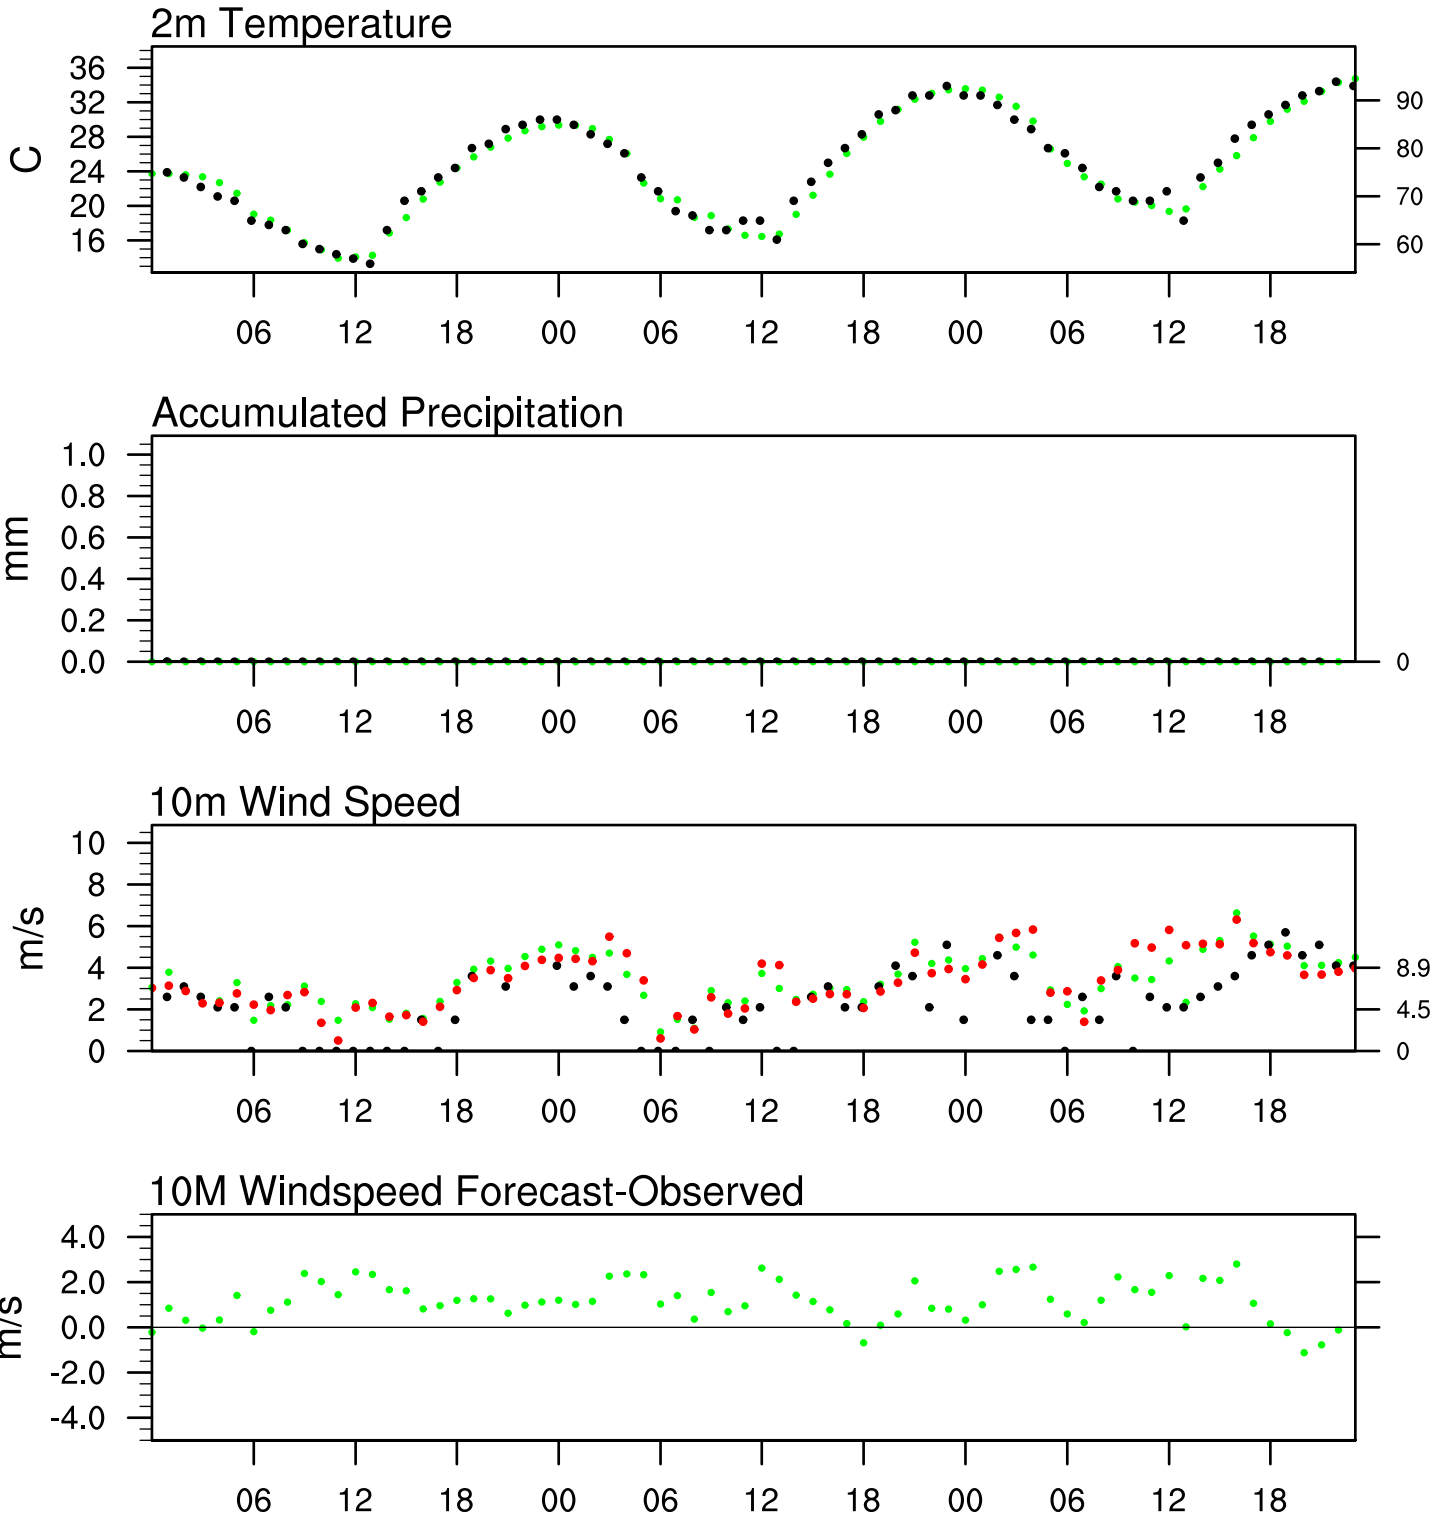 2m Temperature
C
36
32
28
24
20
16
90
80
70
60
06 12 18 00 06 12 18 00 06 12 18
Accumulated Precipitation
mm
1.0
0.8
0.6
0.4
0.2
0.0
0
06 12 18 00 06 12 18 00 06 12 18
10m Wind Speed
m/s
10
8
6
4
2
0
8.9
4.5
0
06 12 18 00 06 12 18 00 06 12 18
10M Windspeed Forecast-Observed
m/s
4.0
2.0
0.0
-2.0
-4.0
06 12 18 00 06 12 18 00 06 12 18